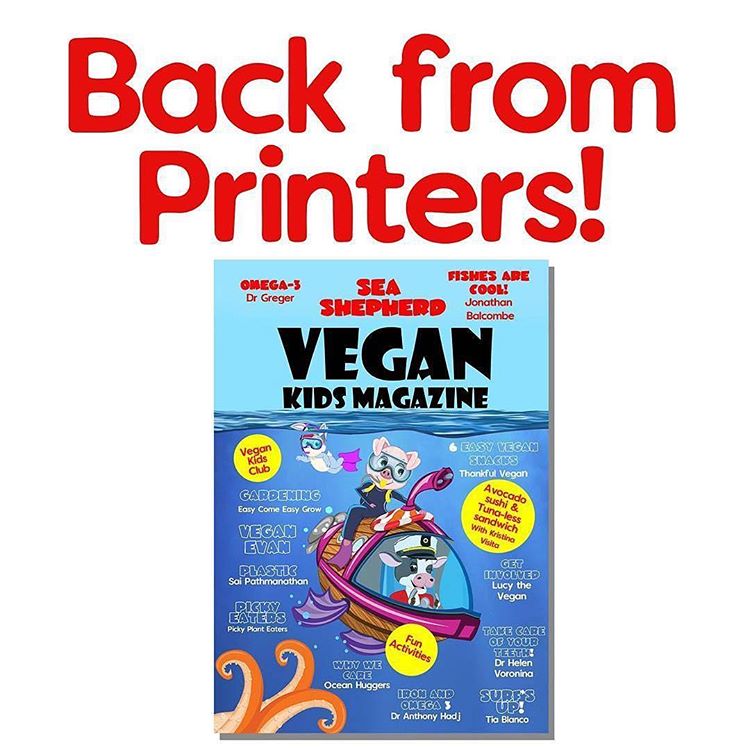 Back from
Printers!
OMEGA-3
Dr Greger
SEA
SHEPHERD
FISHES ARE
COOL!
Jonathan
Balcombe
VEGAN
KIDS MAGAZINE
Vegan
Kids
Club
6 EASY VEGAN
SNACKS
Thankful Vegan
GARDENING
Easy Come Easy Grow
Avocado
sushi &
Tuna-less
sandwich
With Kristina
Visita
VEGAN
EVAN
GET
INVOLVED
Lucy the
Vegan
PLASTIC
Sai Pathmanathan
PICKY
EATERS
Picky Plant Eaters
TAKE CARE
OF YOUR
TEETH!
Dr Helen
Voronina
Fun
Activities
WHY WE
CARE
Ocean Huggers
IRON AND
OMEGA 3
Dr Anthony Hadj
SURF'S
UP!
Tia Blanco